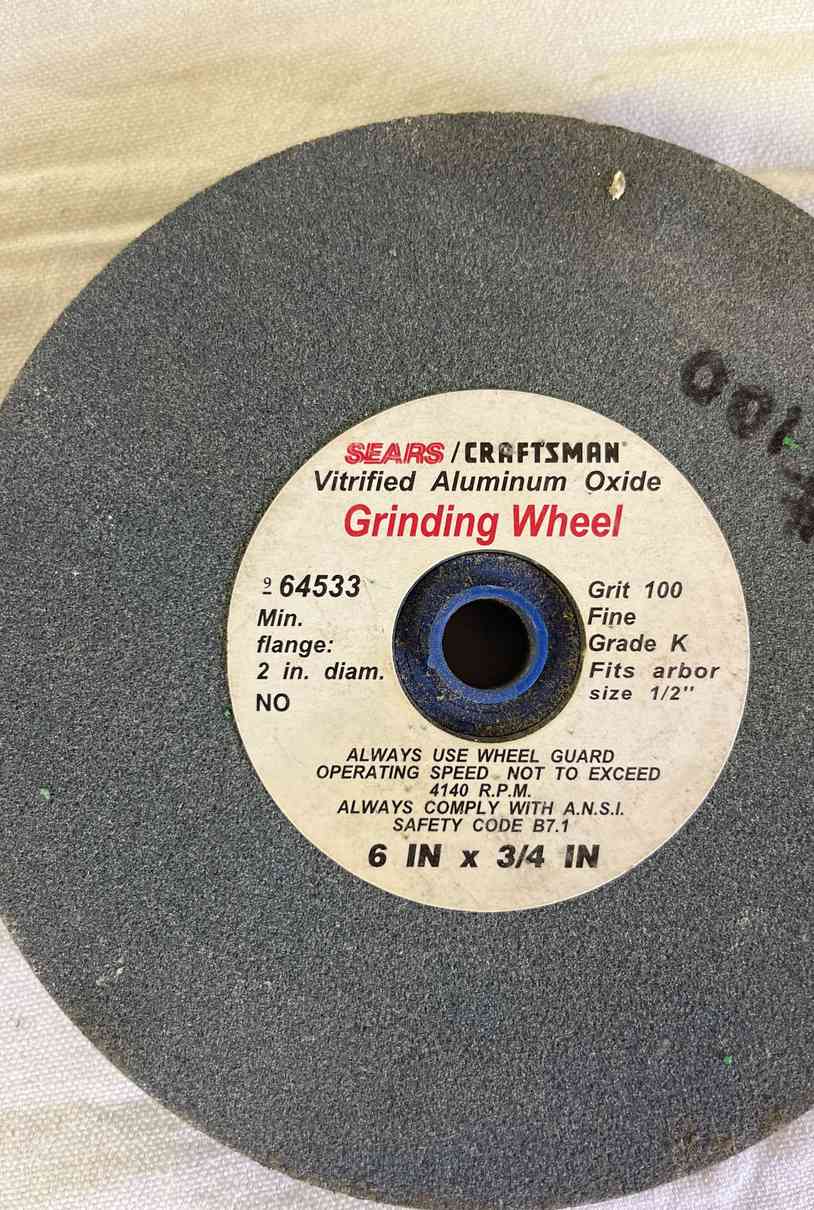 SEARS / CRAFTSMAN®
Vitrified Aluminum Oxide
Grinding Wheel
9 64533
Min.
flange:
2 in. diam.
NO
Grit 100
Fine
Grade K
Fits arbor
size 1/2"
ALWAYS USE WHEEL GUARD
OPERATING SPEED NOT TO EXCEED
4140 R.P.M.
ALWAYS COMPLY WITH A.N.S.I.
SAFETY CODE B7.1
6 IN x 3/4 IN
#100